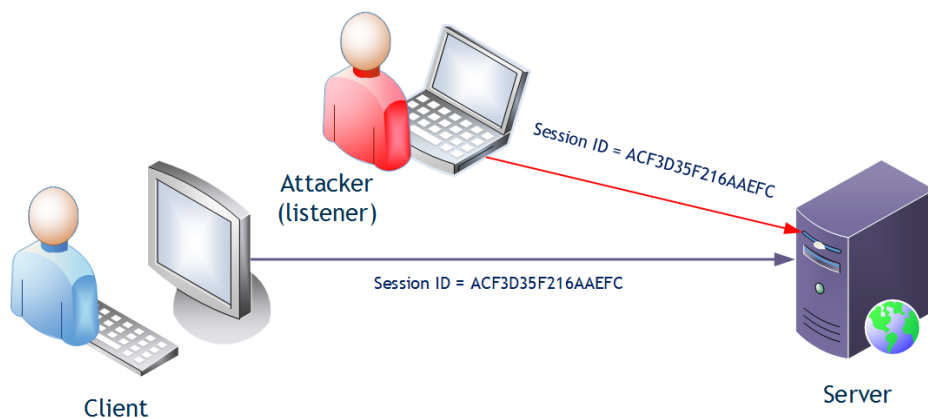 Session ID = ACF3D35F216AAEFC
Attacker
(listener)
Session ID = ACF3D35F216AAEFC
Server
Client